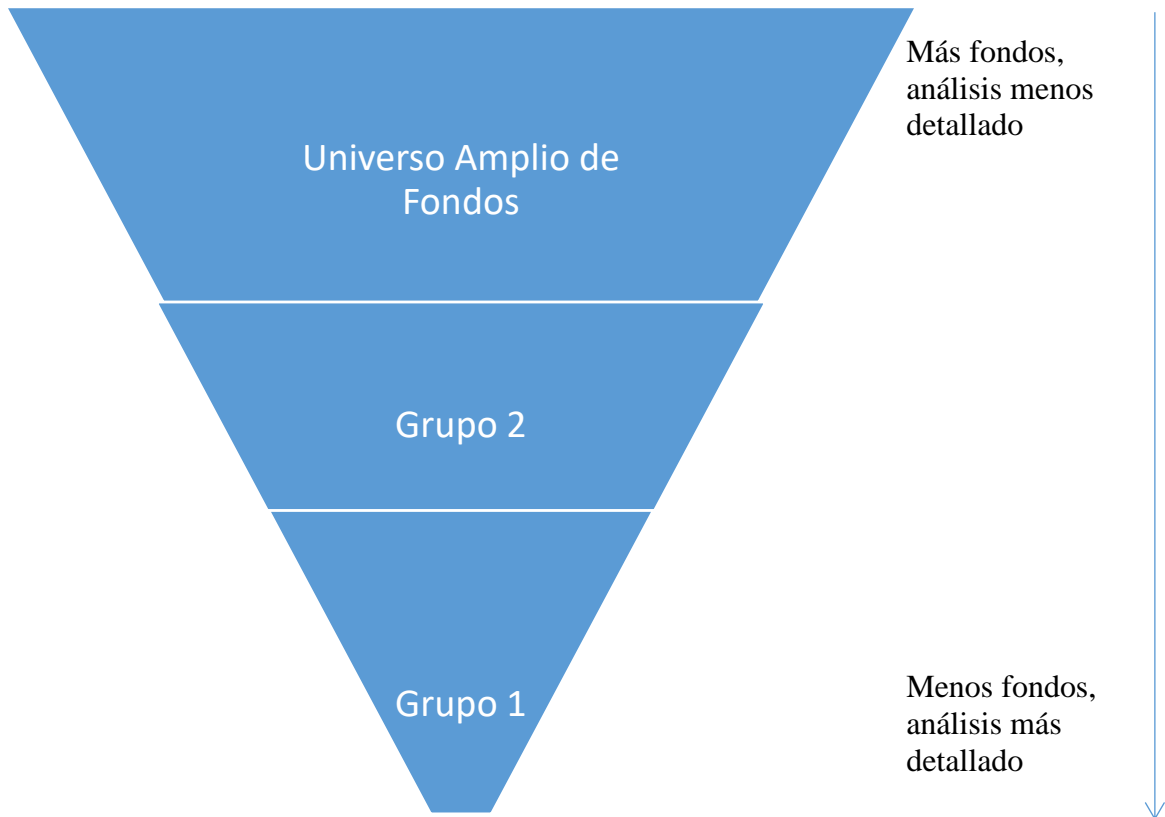 Más fondos,
análisis menos
detallado
Universo Amplio de
Fondos
Grupo 2
Grupo 1
Menos fondos,
análisis más
detallado